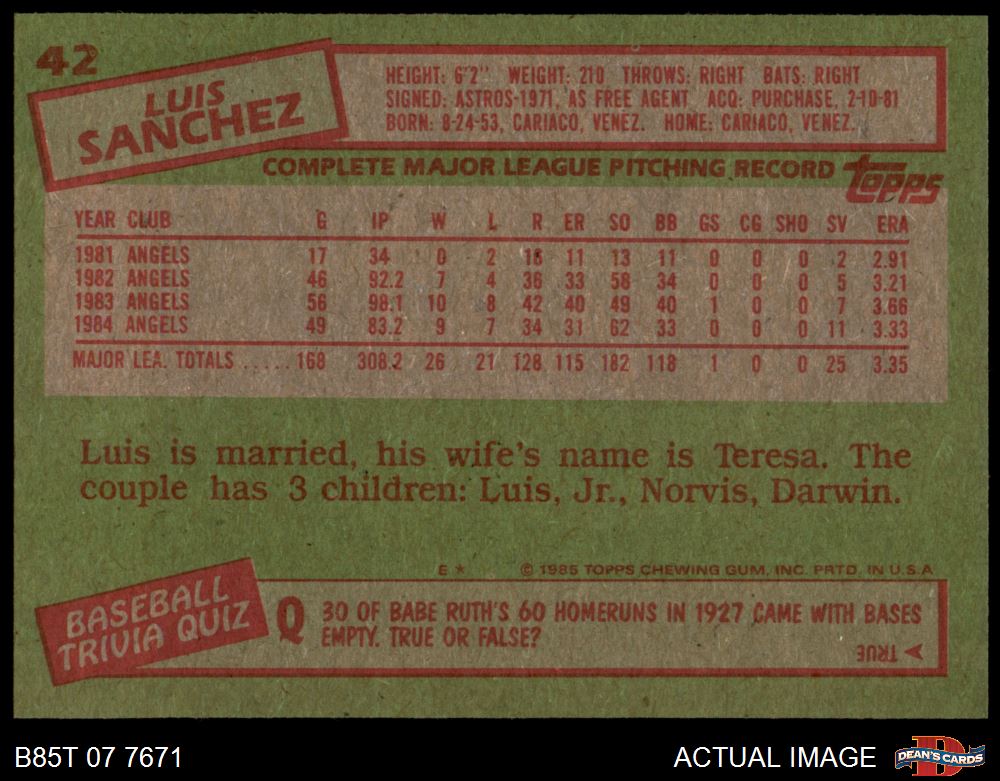 42
LUIS
SANCHEZ
HEIGHT: 6'2" WEIGHT: 210 THROWS: RIGHT BATS: RIGHT
SIGNED: ASTROS-1971, AS FREE AGENT ACQ: PURCHASE, 2-10-81
BORN: 8-24-53, CARIACO, VENEZ. HOME: CARIACO, VENEZ.
COMPLETE MAJOR LEAGUE PITCHING RECORD
topps
YEAR CLUB G IP W L R ER SO BB GS CG SHO SV ERA
1981 ANGELS 17 34 0 2 16 11 13 11 0 0 0 2 2.91
1982 ANGELS 46 92.2 7 4 36 33 58 34 0 0 0 5 3.21
1983 ANGELS 56 98.1 10 8 42 40 49 40 1 0 0 7 3.66
1984 ANGELS 49 83.2 9 7 34 31 62 33 0 0 0 11 3.33
MAJOR LEA. TOTALS ..... 168 308.2 26 21 128 115 182 118 1 0 0 25 3.35
Luis is married, his wife's name is Teresa. The
couple has 3 children: Luis, Jr., Norvis, Darwin.
E * © 1985 TOPPS CHEWING GUM, INC. PRTD. IN U.S.A
BASEBALL
TRIVIA QUIZ
Q 30 OF BABE RUTH'S 60 HOMERUNS IN 1927 CAME WITH BASES
EMPTY. TRUE OR FALSE?
TRUE
B85T 07 7671
ACTUAL IMAGE
D
DEAN'S CARDS